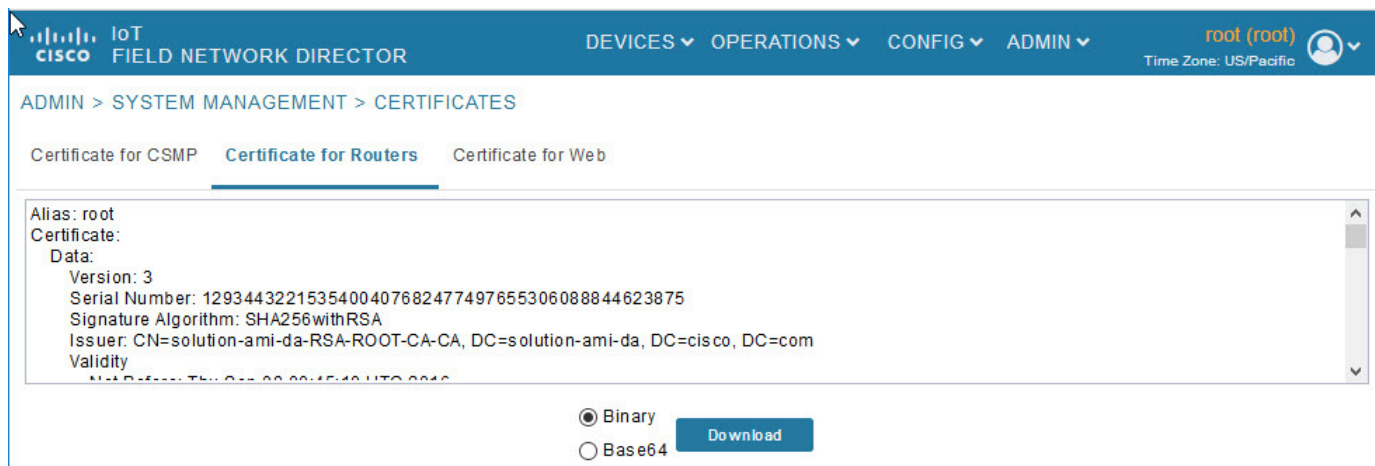 IoT
CISCO FIELD NETWORK DIRECTOR
DEVICES OPERATIONS CONFIG ADMIN
root (root)
Time Zone: US/Pacific
ADMIN > SYSTEM MANAGEMENT > CERTIFICATES
Certificate for CSMP Certificate for Routers Certificate for Web
Alias: root
Certificate:
Data:
Version: 3
Serial Number: 1293443221535400407682477497655306088844623875
Signature Algorithm: SHA256withRSA
Issuer: CN=solution-ami-da-RSA-ROOT-CA-CA, DC=solution-ami-da, DC=cisco, DC=com
Validity
Binary
Download
Base64